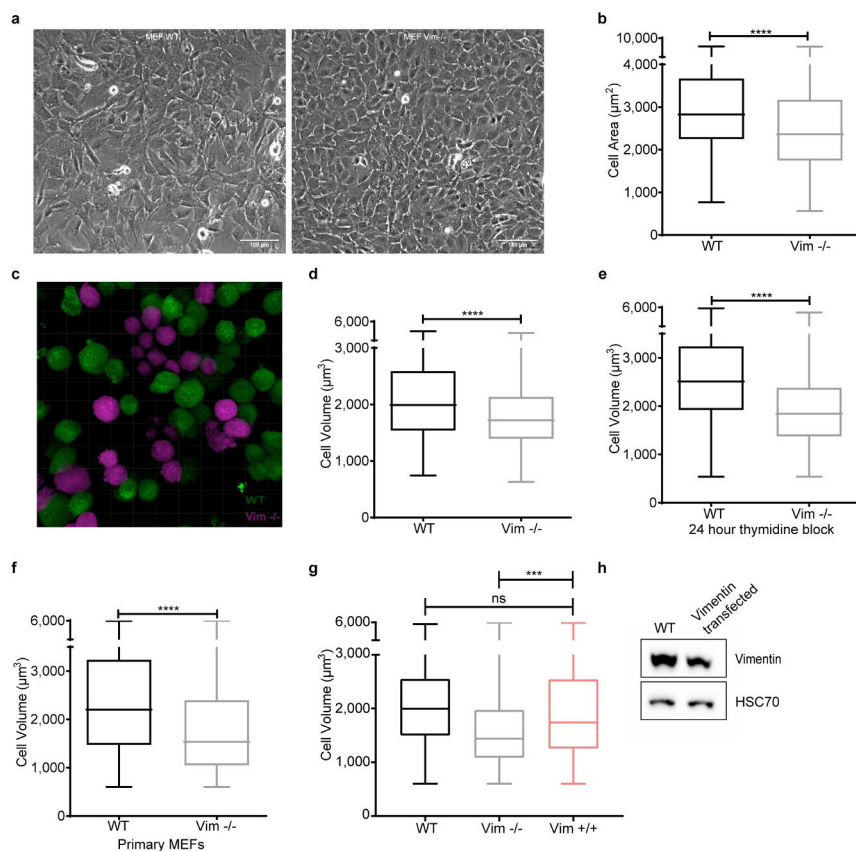 a
MEF WT
MEF Vim-/-
100 µm
100 µm
b
10,000
4,000
3,000
2,000
1,000
0
Cell Area (µm²)
****
WT
Vim -/-
c
WT
Vim -/-
d
6,000
3,000
2,000
1,000
0
Cell Volume (µm³)
****
WT
Vim -/-
e
6,000
3,000
2,000
1,000
0
Cell Volume (µm³)
****
WT
Vim -/-
24 hour thymidine block
f
6,000
3,000
2,000
1,000
0
Cell Volume (µm³)
****
WT
Vim -/-
Primary MEFs
g
6,000
3,000
2,000
1,000
0
Cell Volume (µm³)
***
ns
WT
Vim -/-
Vim +/+
h
WT
Vimentin
transfected
Vimentin
HSC70